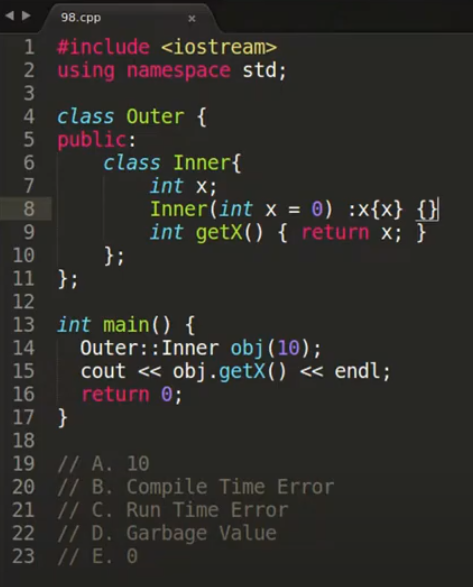 98.cpp
1 #include <iostream>
2 using namespace std;
3
4 class Outer {
5 public:
6     class Inner{
7         int x;
8         Inner(int x = 0) :x{x} {}
9         int getX() { return x; }
10     };
11 };
12
13 int main() {
14   Outer::Inner obj(10);
15   cout << obj.getX() << endl;
16   return 0;
17 }
18
19 // A. 10
20 // B. Compile Time Error
21 // C. Run Time Error
22 // D. Garbage Value
23 // E. 0